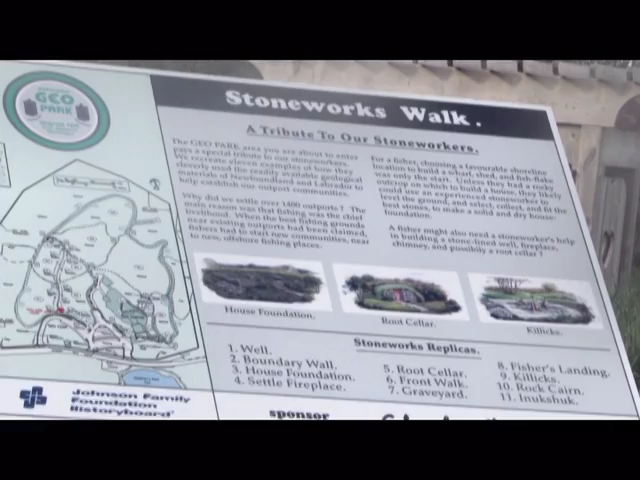 GEO
PARK
Stoneworks Walk.
A Tribute To Our Stoneworkers.
The GEO PARK area you are about to enter
pays a special tribute to our stoneworkers.
We recreate eleven examples of how they
cleverly used the readily available geological
materials of Newfoundland and Labrador to
help establish our outport communities.
Why did we settle over 1400 outports? The
main reason was that fishing was the chief
livelihood. When the best fishing grounds
near existing outports had been claimed,
fishers had to start new communities, near
to new, offshore fishing places.
For a fisher, choosing a favourable shoreline
location to build a wharf, shed, and fish-flake
was only the start. Unless they had a rocky
outcrop on which to build a house, they likely
could use an experienced stoneworker to
level the ground, and select, collect, and fit the
best stones, to make a solid and dry house-
foundation.
A fisher might also need a stoneworker's help
in building a stone-lined well, fireplace,
chimney, and possibly a root cellar?
House Foundation.
Root Cellar.
Killicks.
Stoneworks Replicas.
1. Well.
2. Boundary Wall.
3. House Foundation.
4. Settle Fireplace.
5. Root Cellar.
6. Front Walk.
7. Graveyard.
8. Fisher's Landing.
9. Killicks.
10. Rock Cairn.
11. Inukshuk.
Johnson Family
Foundation
Historyboard
sponsor